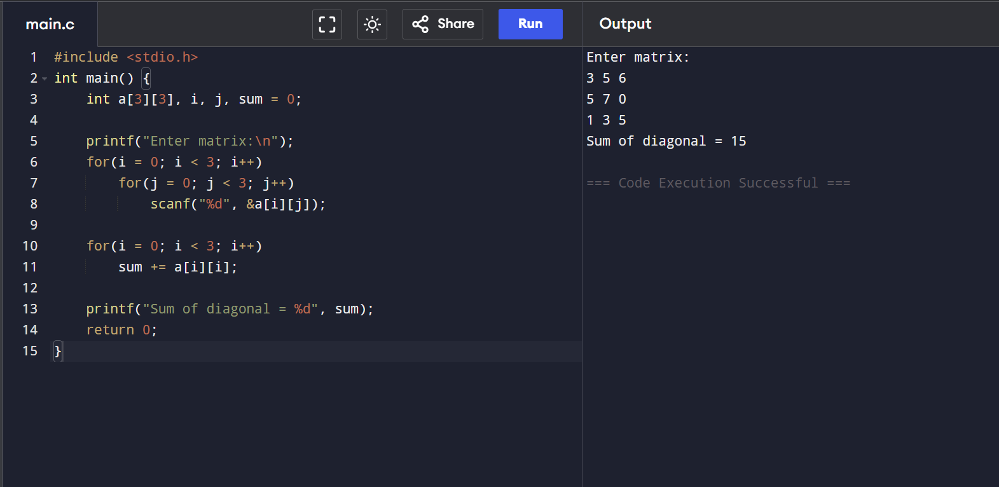 main.c
Share
Run
Output
1 #include <stdio.h>
2 int main() {
3     int a[3][3], i, j, sum = 0;
4
5     printf("Enter matrix:\n");
6     for(i = 0; i < 3; i++)
7         for(j = 0; j < 3; j++)
8             scanf("%d", &a[i][j]);
9
10     for(i = 0; i < 3; i++)
11         sum += a[i][i];
12
13     printf("Sum of diagonal = %d", sum);
14     return 0;
15 }
Enter matrix:
3 5 6
5 7 0
1 3 5
Sum of diagonal = 15
=== Code Execution Successful ===